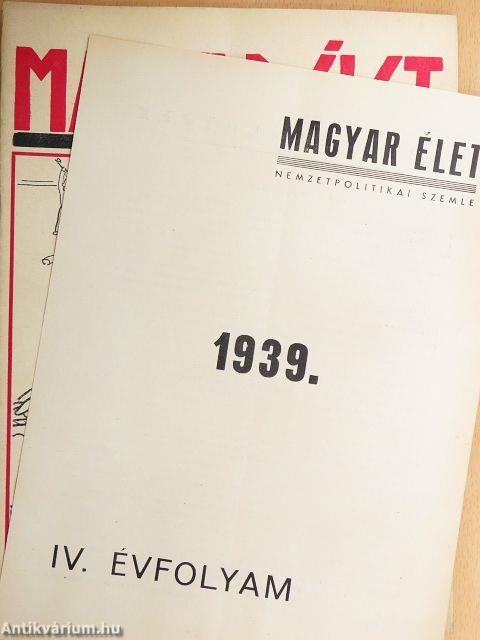 MAGYAR ÉLET
NEMZETPOLITIKAI SZEMLE
1939.
IV. ÉVFOLYAM
Antikvárium.hu